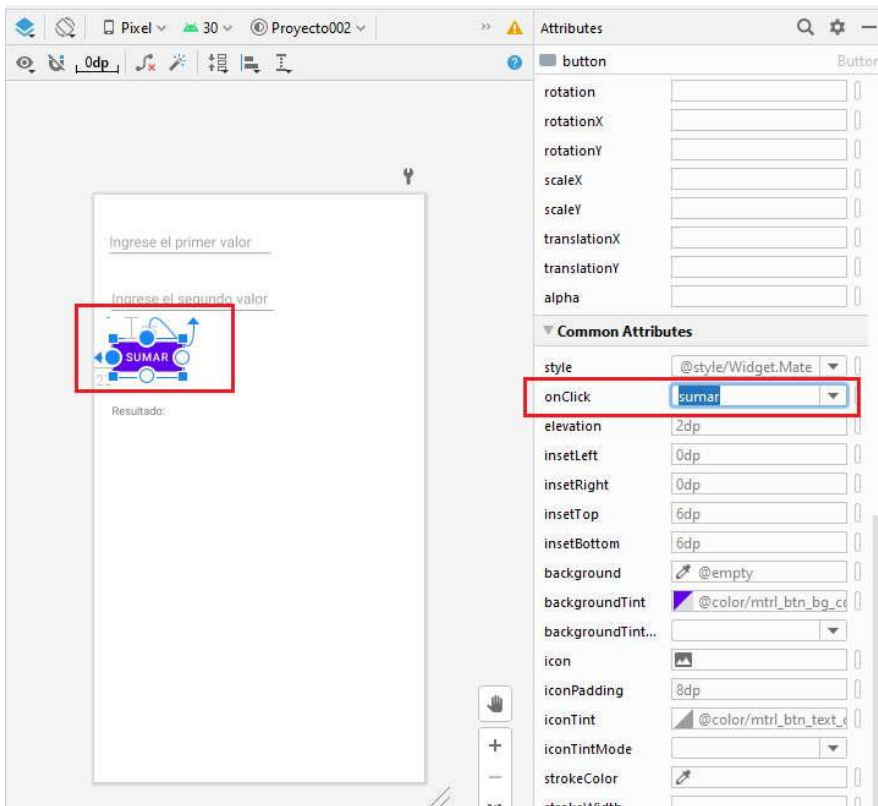 Pixel 30 Proyecto002
Attributes
0dp
button Button
rotation
rotationX
rotationY
scaleX
scaleY
translationX
translationY
alpha
Common Attributes
style @style/Widget.Mate
onClick sumar
elevation 2dp
insetLeft 0dp
insetRight 0dp
insetTop 6dp
insetBottom 6dp
background @empty
backgroundTint @color/mtrl_btn_bg_co
backgroundTint...
icon
iconPadding 8dp
iconTint @color/mtrl_btn_text_c
iconTintMode
strokeColor
Ingrese el primer valor
Ingrese el segundo valor
SUMAR
Resultado: